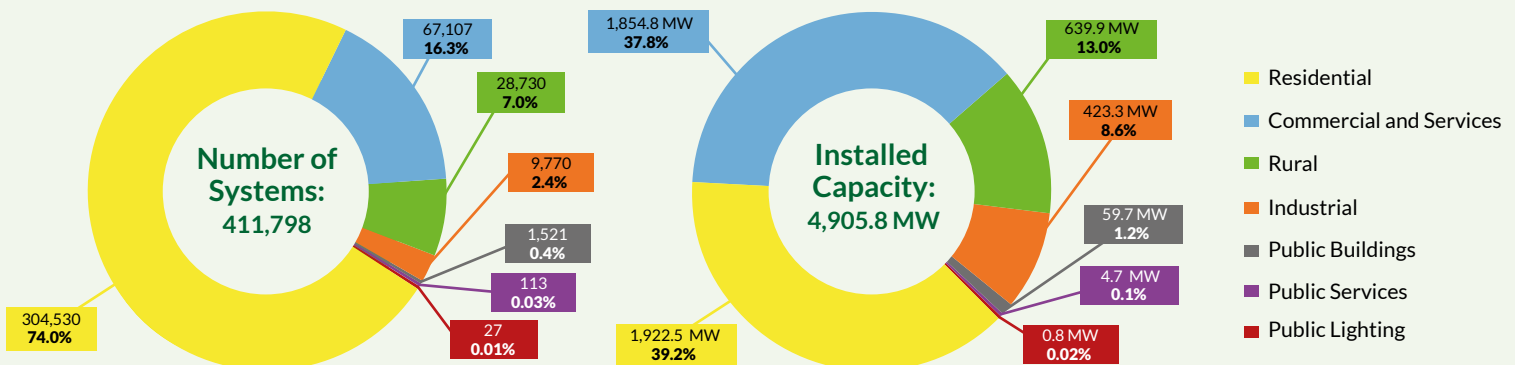 Number of
Systems:
411,798
67,107
16.3%
28,730
7.0%
9,770
2.4%
1,521
0.4%
113
0.03%
27
0.01%
304,530
74.0%
Installed
Capacity:
4,905.8 MW
1,854.8 MW
37.8%
639.9 MW
13.0%
423.3 MW
8.6%
59.7 MW
1.2%
4.7 MW
0.1%
0.8 MW
0.02%
1,922.5 MW
39.2%
Residential
Commercial and Services
Rural
Industrial
Public Buildings
Public Services
Public Lighting